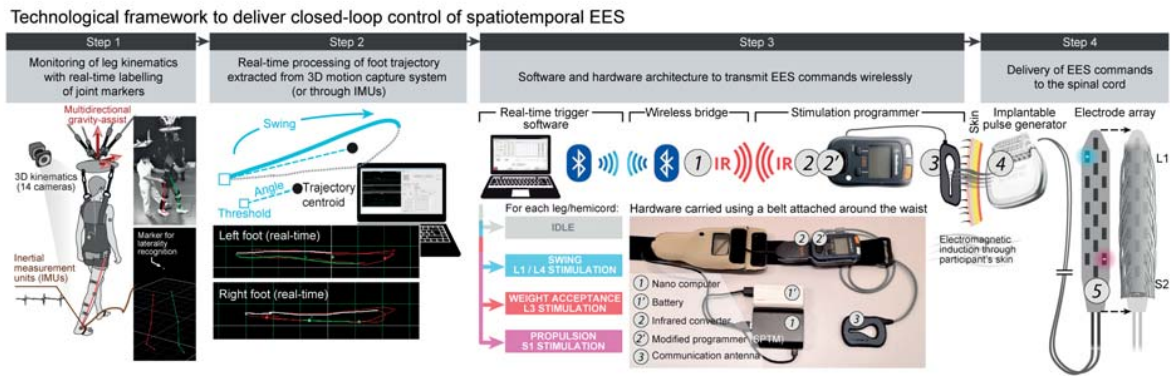 Technological framework to deliver closed-loop control of spatiotemporal EES
Step 1
Monitoring of leg kinematics
with real-time labelling
of joint markers
Multidirectional
gravity-assist
3D kinematics
(14 cameras)
Marker for
laterality
recognition
Inertial
measurement
units (IMUs)
Step 2
Real-time processing of foot trajectory
extracted from 3D motion capture system
(or through IMUs)
Swing
Angle
Trajectory
centroid
Threshold
Left foot (real-time)
Right foot (real-time)
Step 3
Software and hardware architecture to transmit EES commands wirelessly
Real-time trigger
software
Wireless bridge
Stimulation programmer
1 IR
IR 2 2'
3
For each leg/hemicord:
IDLE
SWING
L1 / L4 STIMULATION
WEIGHT ACCEPTANCE
L3 STIMULATION
PROPULSION
S1 STIMULATION
Hardware carried using a belt attached around the waist
2 2'
1'
1
3
1 Nano computer
1' Battery
2 Infrared converter
2' Modified programmer (SPTM)
3 Communication antenna
Step 4
Delivery of EES commands
to the spinal cord
Skin
Implantable
pulse generator
4
Electromagnetic
induction through
participant's skin
Electrode array
L1
S2
5